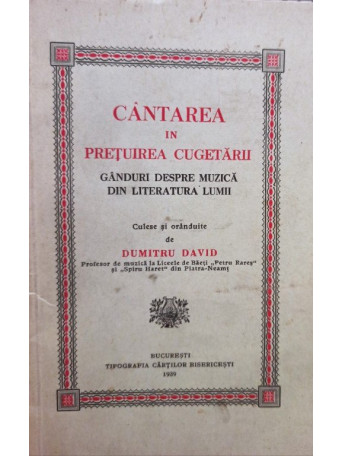 CÂNTAREA
IN
PREŢUIREA CUGETĂRII
GÂNDURI DESPRE MUZICĂ
DIN LITERATURA LUMII
Culese și orânduite
de
DUMITRU DAVID
Profesor de muzică la Liceele de Băeți „Petru Rareș"
și „Spiru Haret" din Piatra-Neamț
BUCUREȘTI
TIPOGRAFIA CĂRȚILOR BISERICEȘTI
1939